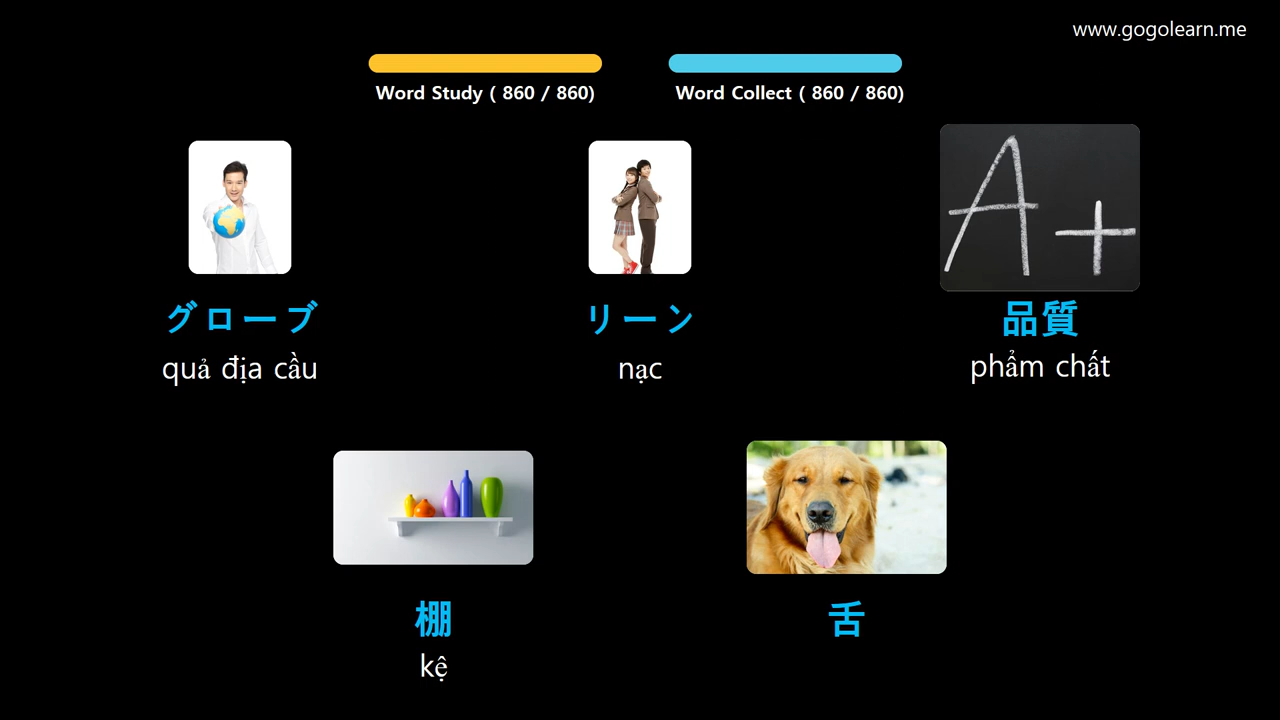 www.gogolearn.me
Word Study ( 860 / 860)
Word Collect ( 860 / 860)
A+
グローブ
quả địa cầu
リーン
nạc
品質
phẩm chất
棚
kệ
舌